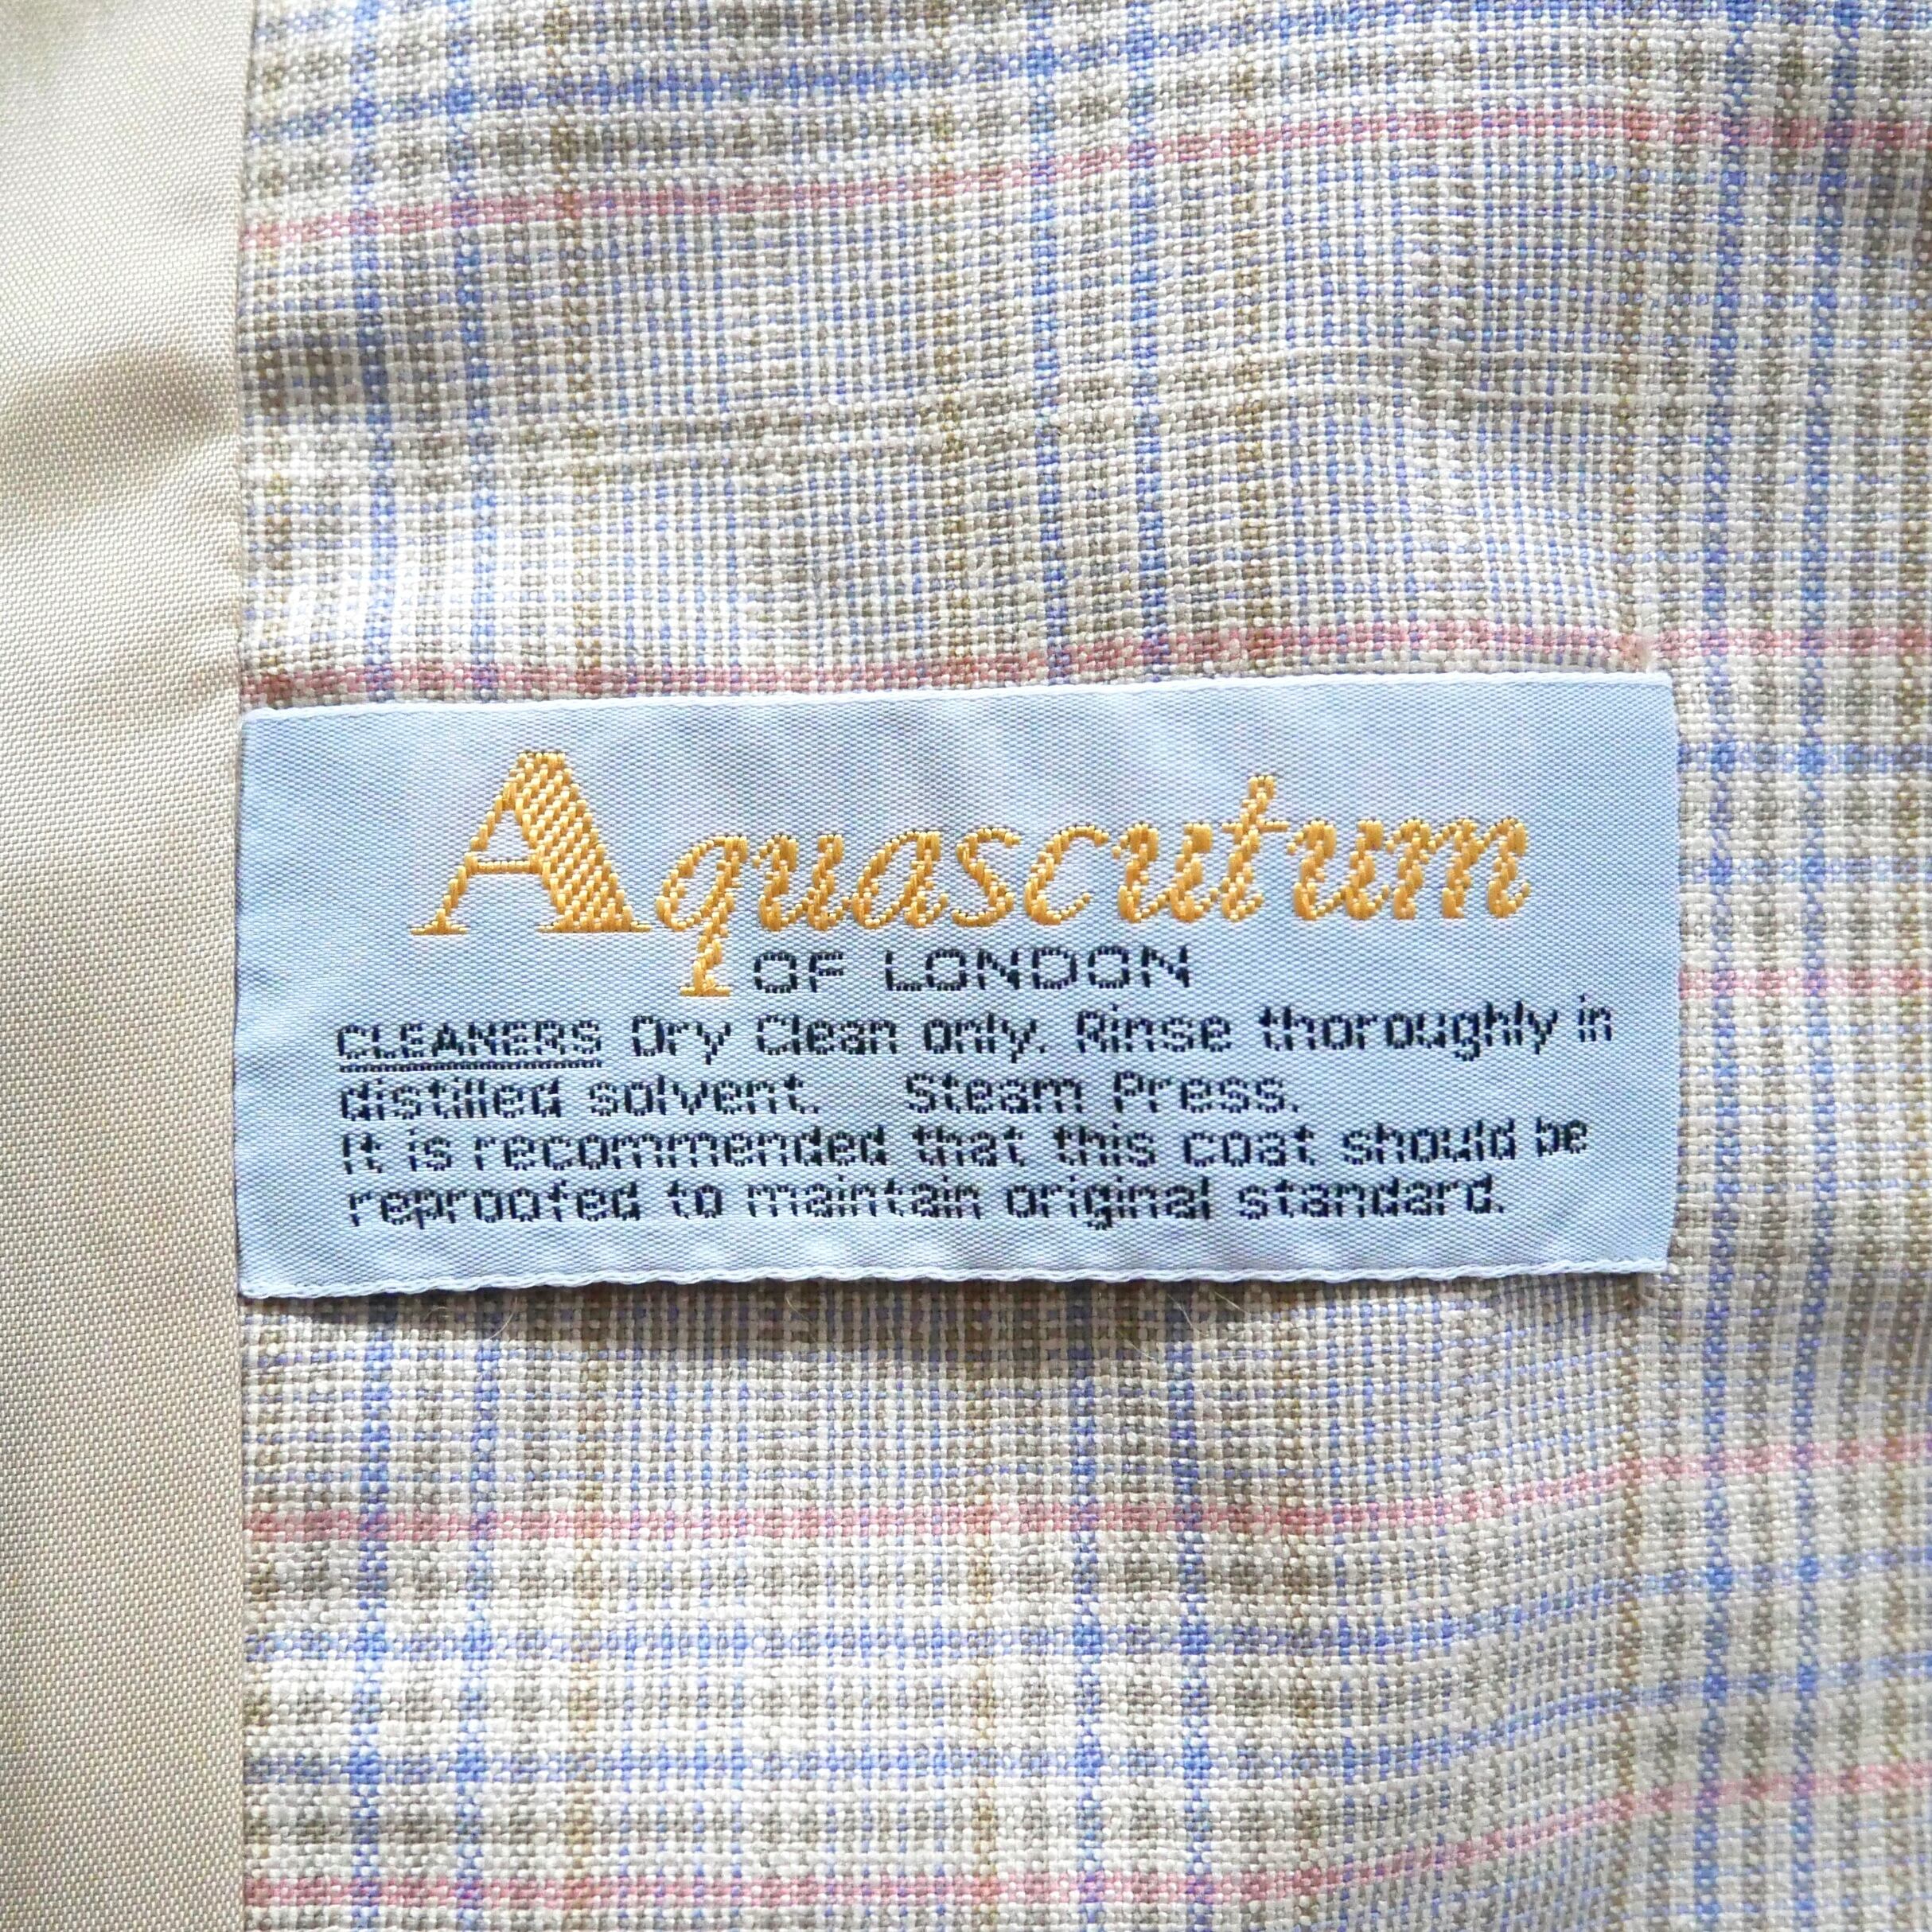 Aquascutum
OF LONDON
CLEANERS Dry Clean only. Rinse thoroughly in
distilled solvent. Steam Press.
It is recommended that this coat should be
reproofed to maintain original standard.